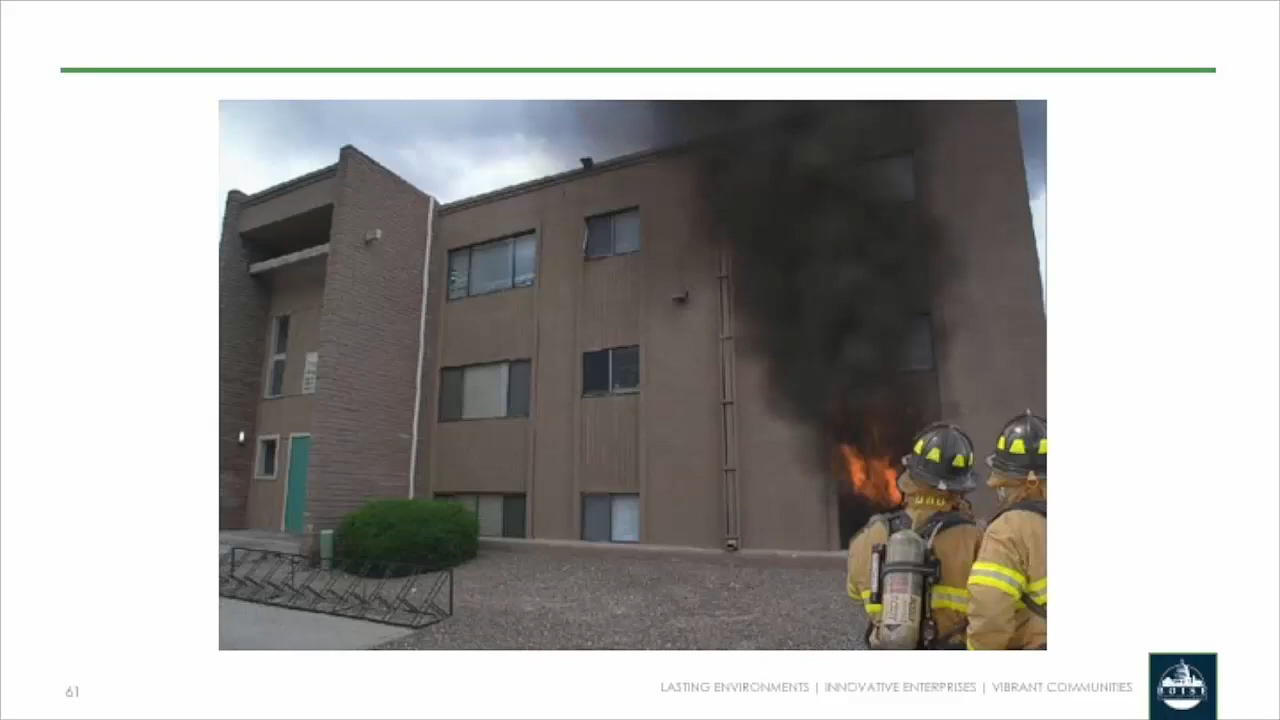 61
LASTING ENVIRONMENTS | INNOVATIVE ENTERPRISES | VIBRANT COMMUNITIES
BOISE